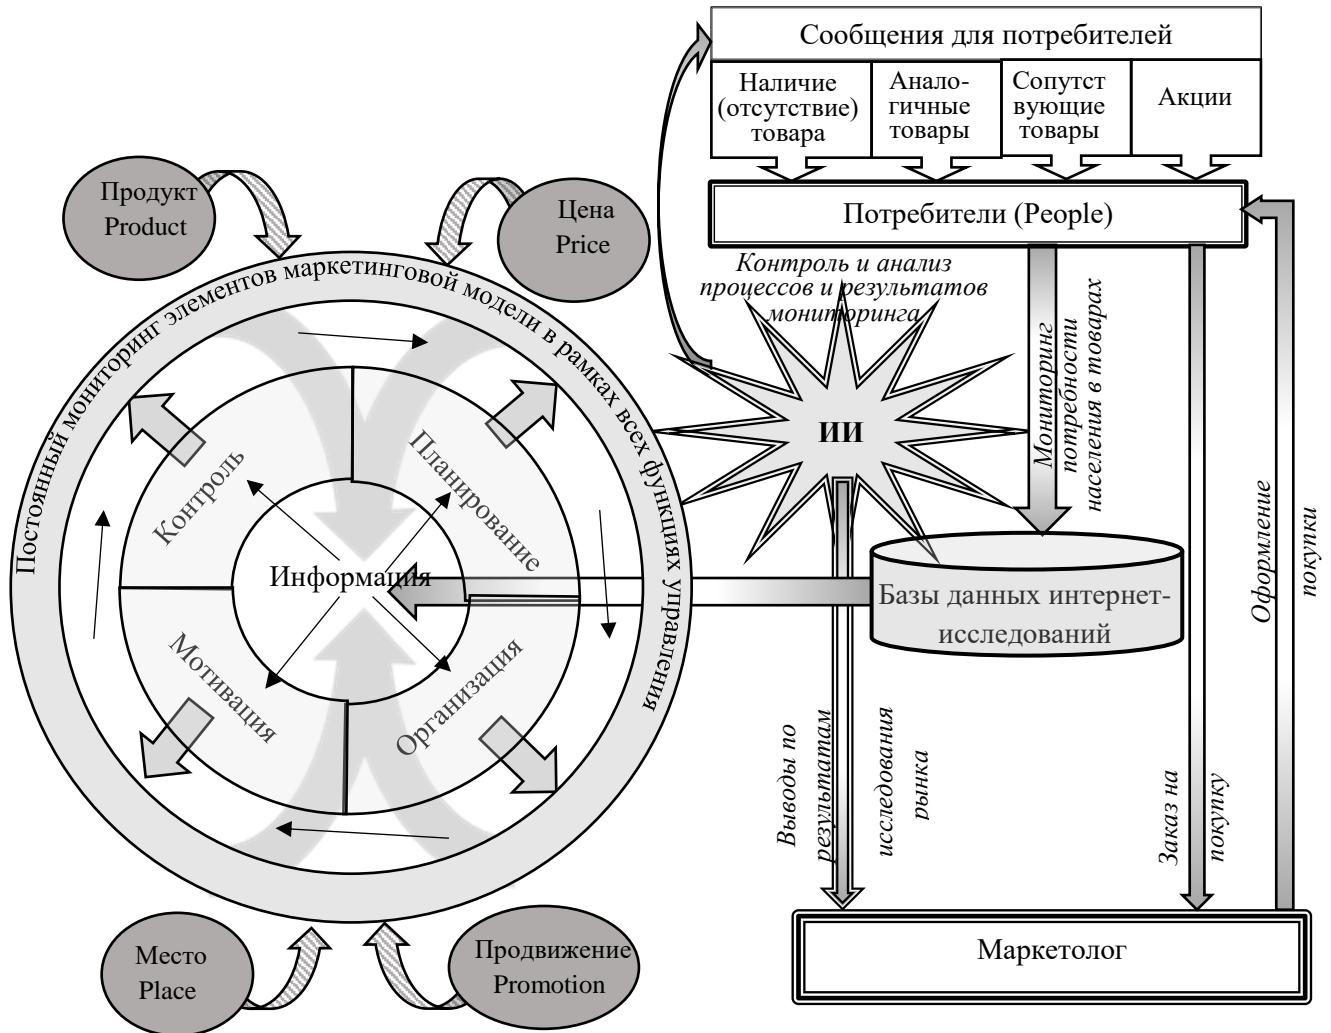 Сообщения для потребителей
Наличие
(отсутствие)
товара
Анало-
гичные
товары
Сопутст
вующие
товары
Акции
Потребители (People)
Продукт
Product
Цена
Price
Постоянный мониторинг элементов маркетинговой модели в рамках всех функциях управления
Контроль и анализ
процессов и результатов
мониторинга
ИИ
Мониторинг
потребности
населения в товарах
Контроль
Планирование
Информация
Мотивация
Организация
Базы данных интернет-
исследований
Оформление
покупки
Выводы по
результатам
исследования
рынка
Заказ на
покупку
Место
Place
Продвижение
Promotion
Маркетолог